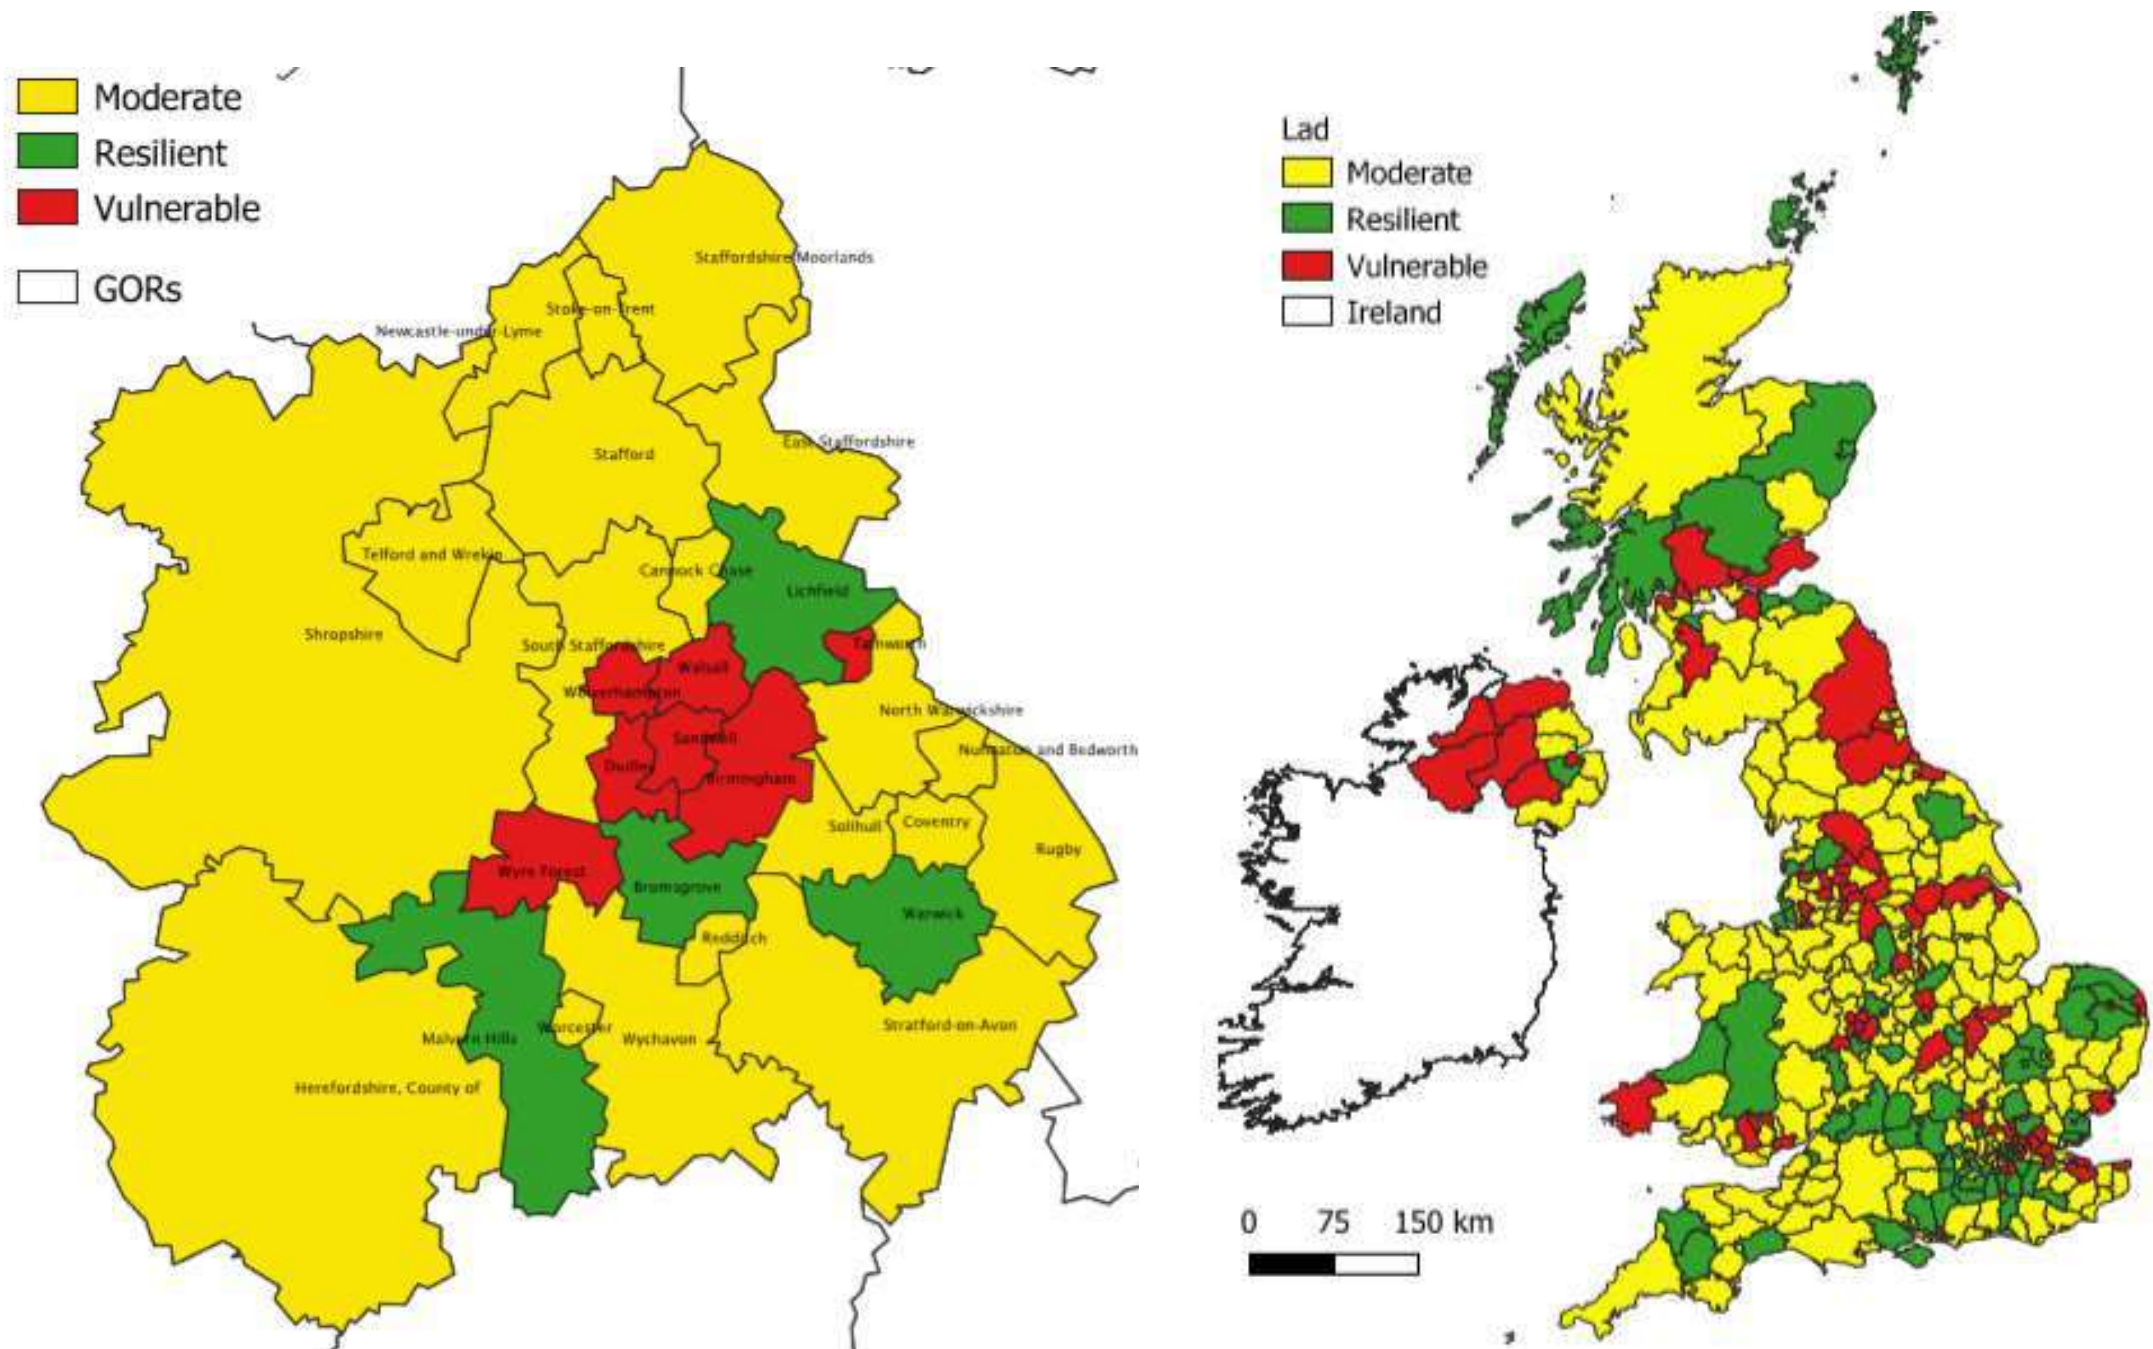 Moderate
Resilient
Vulnerable
GORs
Staffordshire Moorlands
Stoke-on-Trent
Newcastle-under-Lyme
East Staffordshire
Stafford
Telford and Wrekin
Cannock Chase
Lichfield
Shropshire
South Staffordshire
Tamworth
Walsall
Wolverhampton
North Warwickshire
Sandwell
Nuneaton and Bedworth
Dudley
Birmingham
Solihull
Coventry
Rugby
Wyre Forest
Bromsgrove
Warwick
Redditch
Worcester
Stratford-on-Avon
Malvern Hills
Wychavon
Herefordshire, County of
Lad
Moderate
Resilient
Vulnerable
Ireland
0 75 150 km